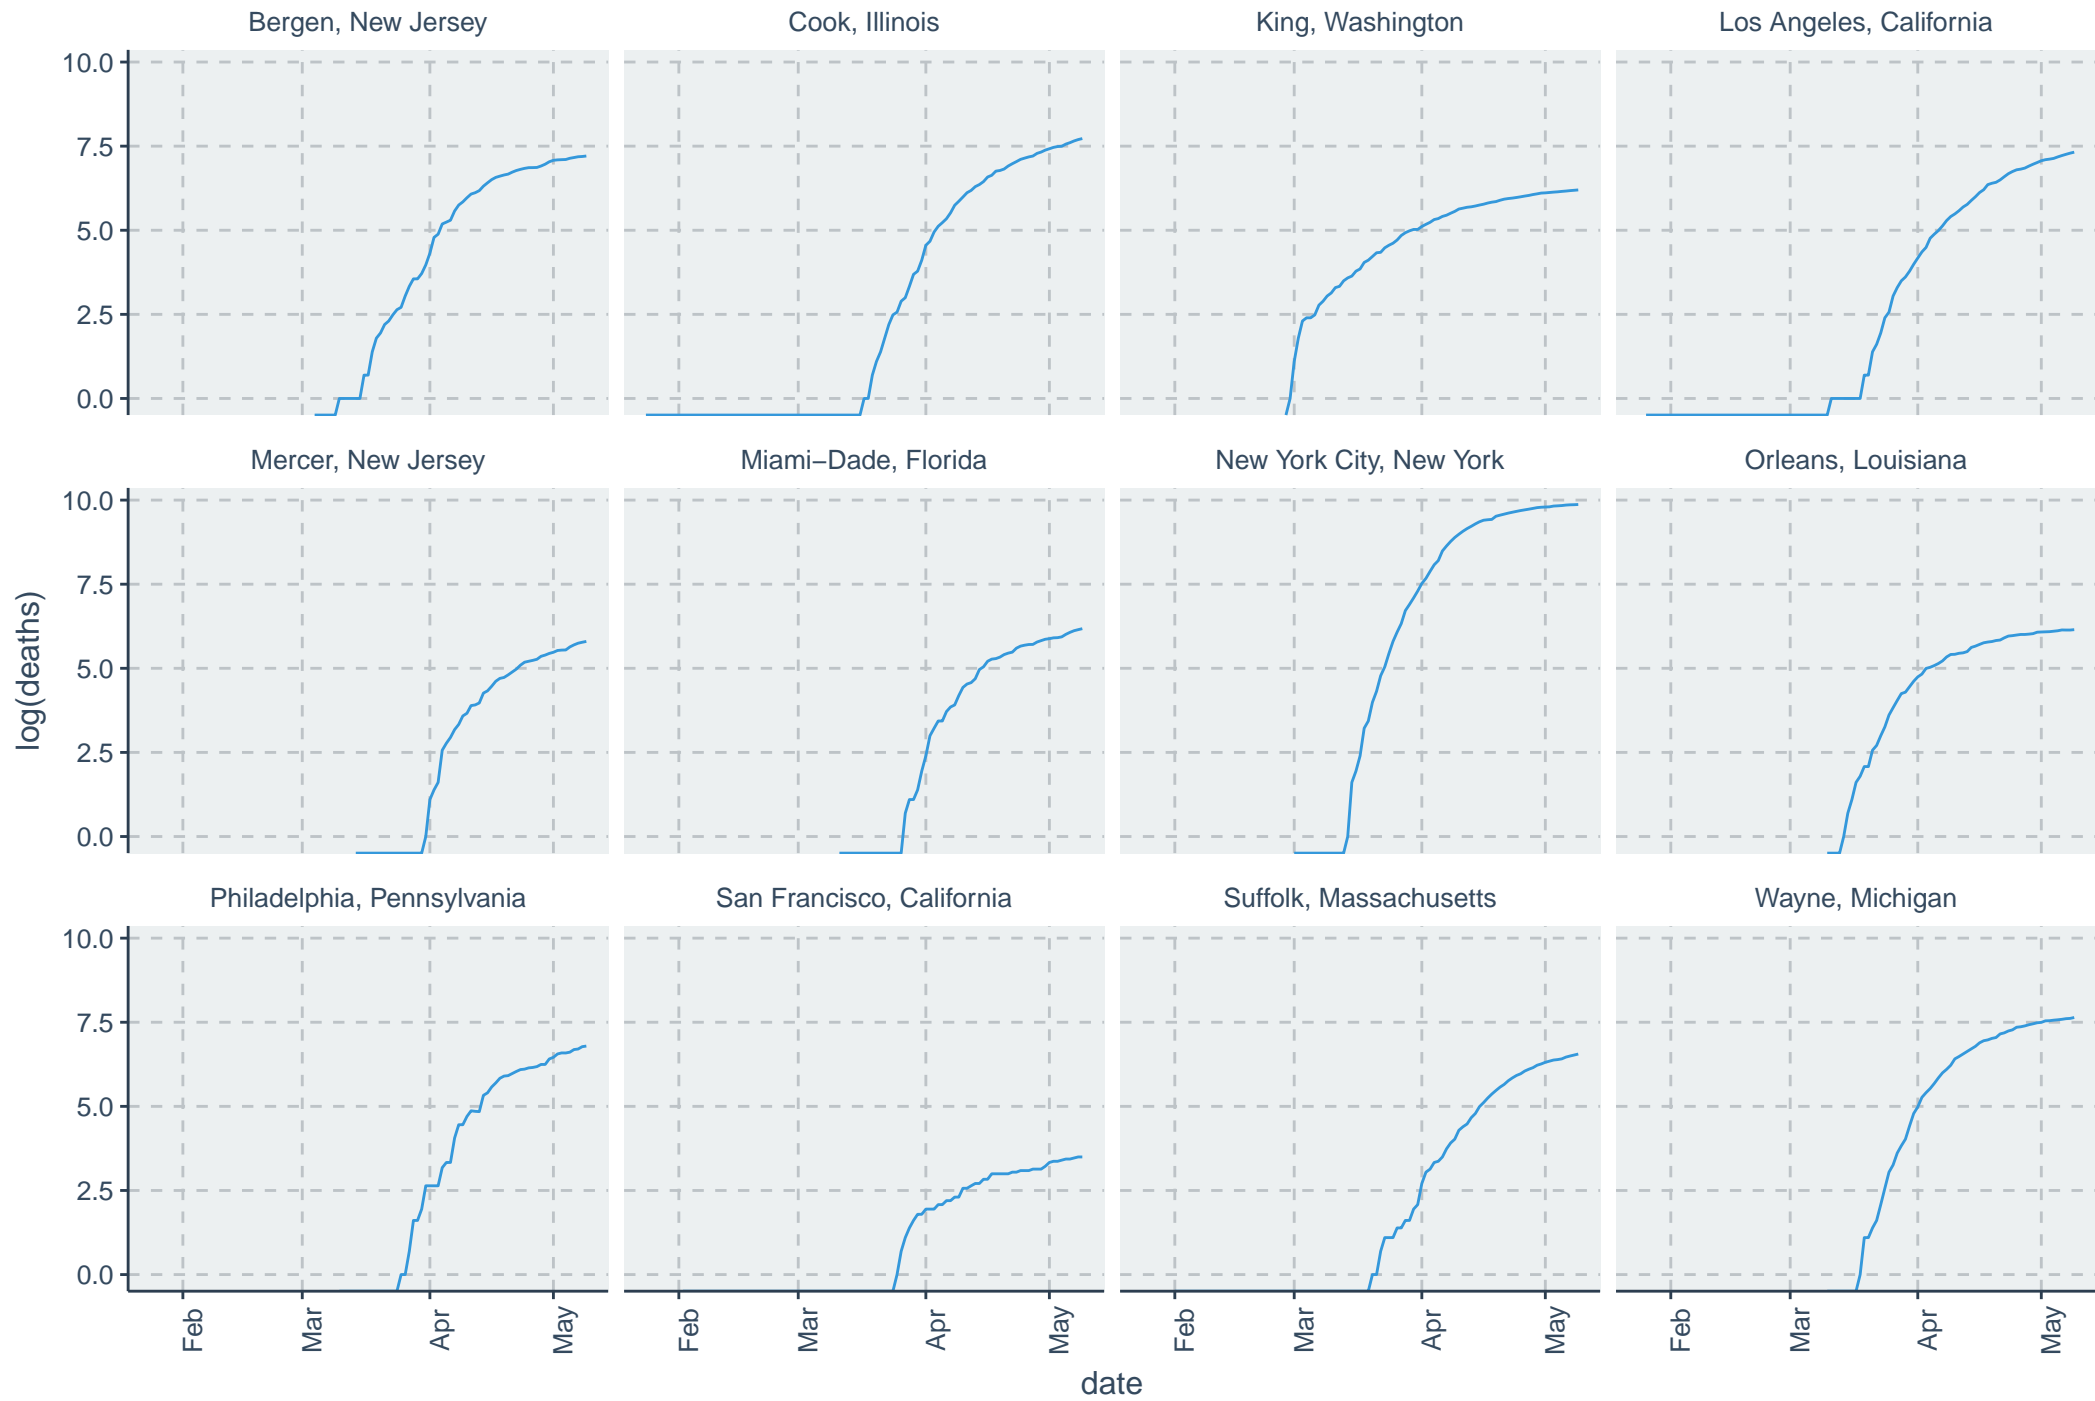 Bergen, New Jersey
Cook, Illinois
King, Washington
Los Angeles, California
10.0
7.5
5.0
2.5
0.0
Mercer, New Jersey
Miami−Dade, Florida
New York City, New York
Orleans, Louisiana
10.0
7.5
5.0
2.5
0.0
log(deaths)
Philadelphia, Pennsylvania
San Francisco, California
Suffolk, Massachusetts
Wayne, Michigan
10.0
7.5
5.0
2.5
0.0
Feb Mar Apr May
Feb Mar Apr May
Feb Mar Apr May
Feb Mar Apr May
date